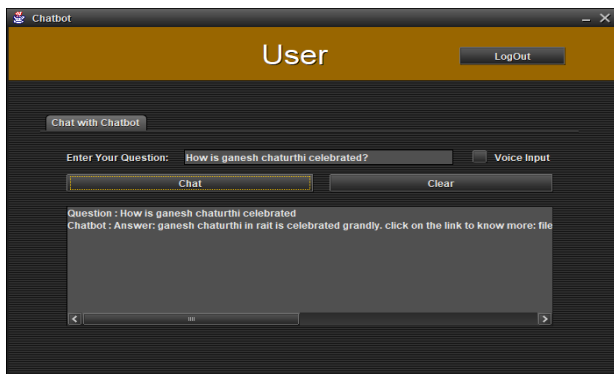 Chatbot
User
LogOut
Chat with Chatbot
Enter Your Question: How is ganesh chaturthi celebrated? Voice Input
Chat Clear
Question : How is ganesh chaturthi celebrated
Chatbot : Answer: ganesh chaturthi in rait is celebrated grandly. click on the link to know more: file